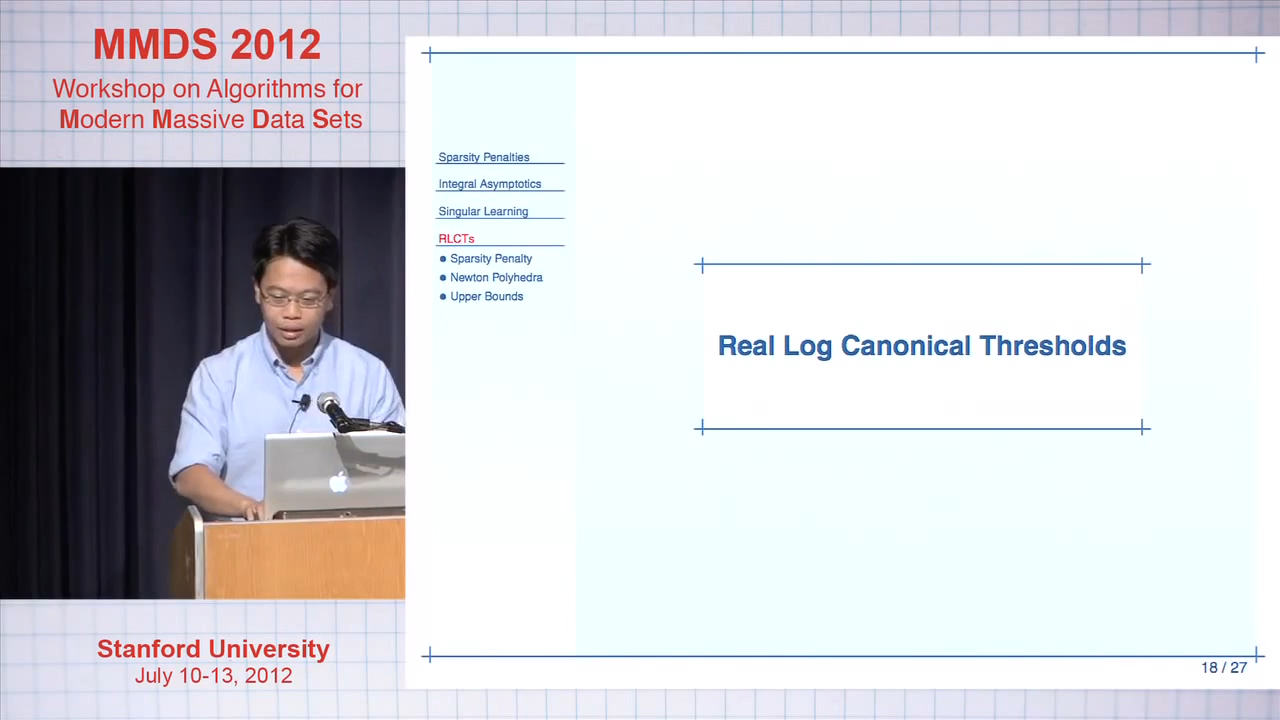 MMDS 2012
Workshop on Algorithms for
Modern Massive Data Sets
Sparsity Penalties
Integral Asymptotics
Singular Learning
RLCTs
• Sparsity Penalty
• Newton Polyhedra
• Upper Bounds
Real Log Canonical Thresholds
Stanford University
July 10-13, 2012
18 / 27